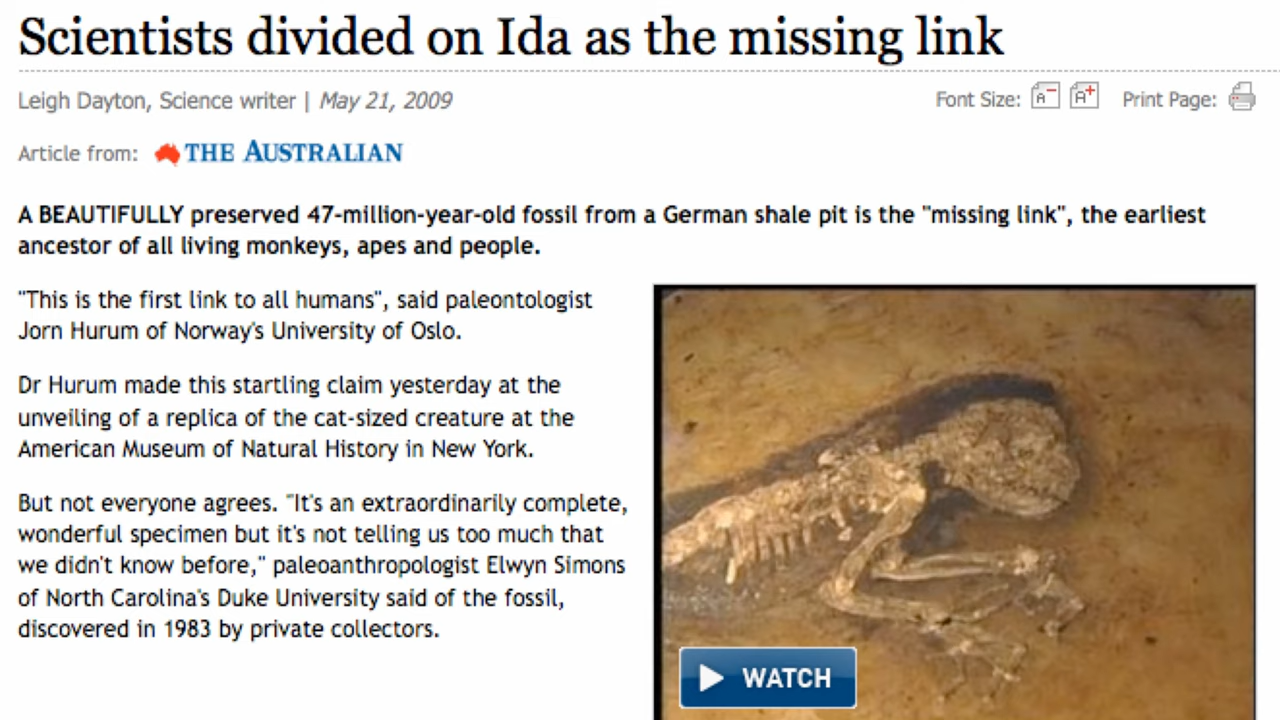 Scientists divided on Ida as the missing link
Leigh Dayton, Science writer | May 21, 2009
Font Size: A- A+ Print Page:
Article from: THE AUSTRALIAN
A BEAUTIFULLY preserved 47-million-year-old fossil from a German shale pit is the "missing link", the earliest
ancestor of all living monkeys, apes and people.
"This is the first link to all humans", said paleontologist
Jorn Hurum of Norway's University of Oslo.
Dr Hurum made this startling claim yesterday at the
unveiling of a replica of the cat-sized creature at the
American Museum of Natural History in New York.
But not everyone agrees. "It's an extraordinarily complete,
wonderful specimen but it's not telling us too much that
we didn't know before," paleoanthropologist Elwyn Simons
of North Carolina's Duke University said of the fossil,
discovered in 1983 by private collectors.
WATCH